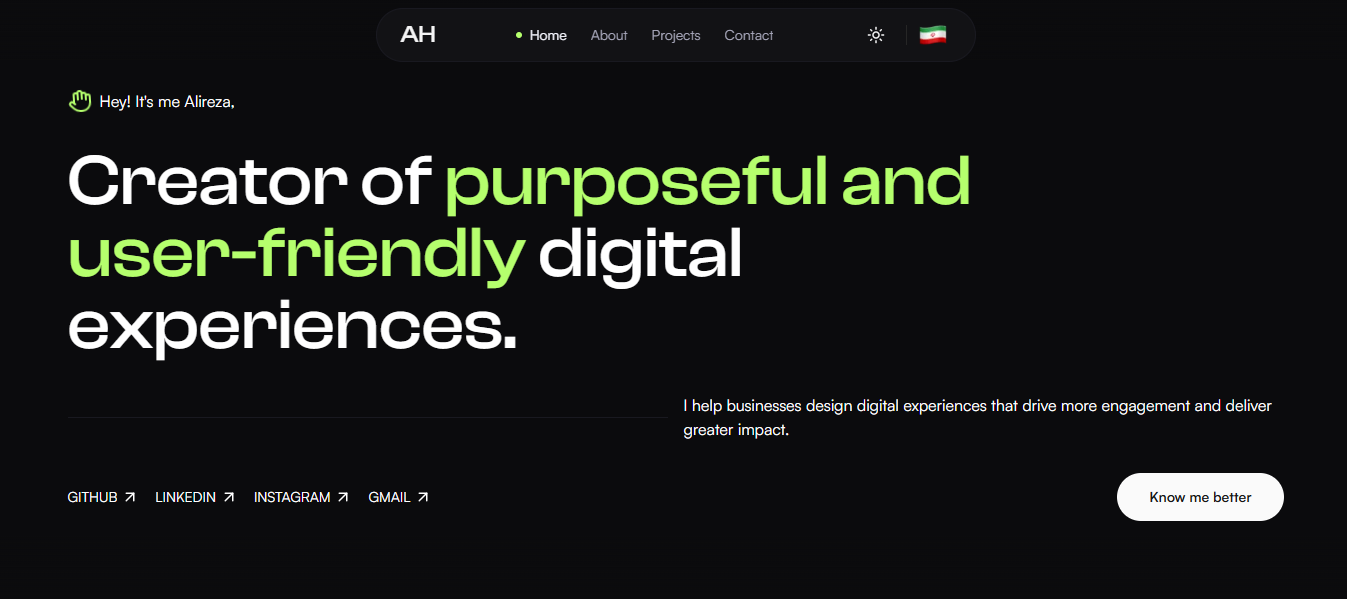 AH
Home
About
Projects
Contact
Hey! It's me Alireza,
Creator of purposeful and
user-friendly digital
experiences.
I help businesses design digital experiences that drive more engagement and deliver
greater impact.
GITHUB
LINKEDIN
INSTAGRAM
GMAIL
Know me better